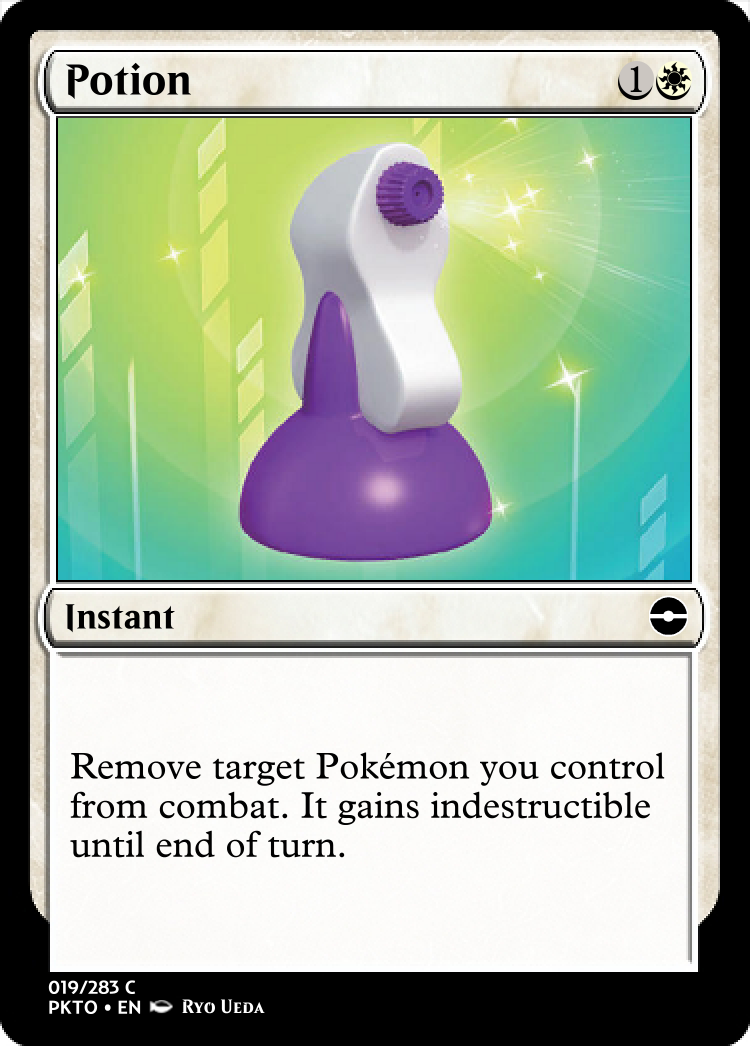 Potion 1
Instant
Remove target Pokémon you control
from combat. It gains indestructible
until end of turn.
019/283 C
PKTO • EN Ryo Ueda